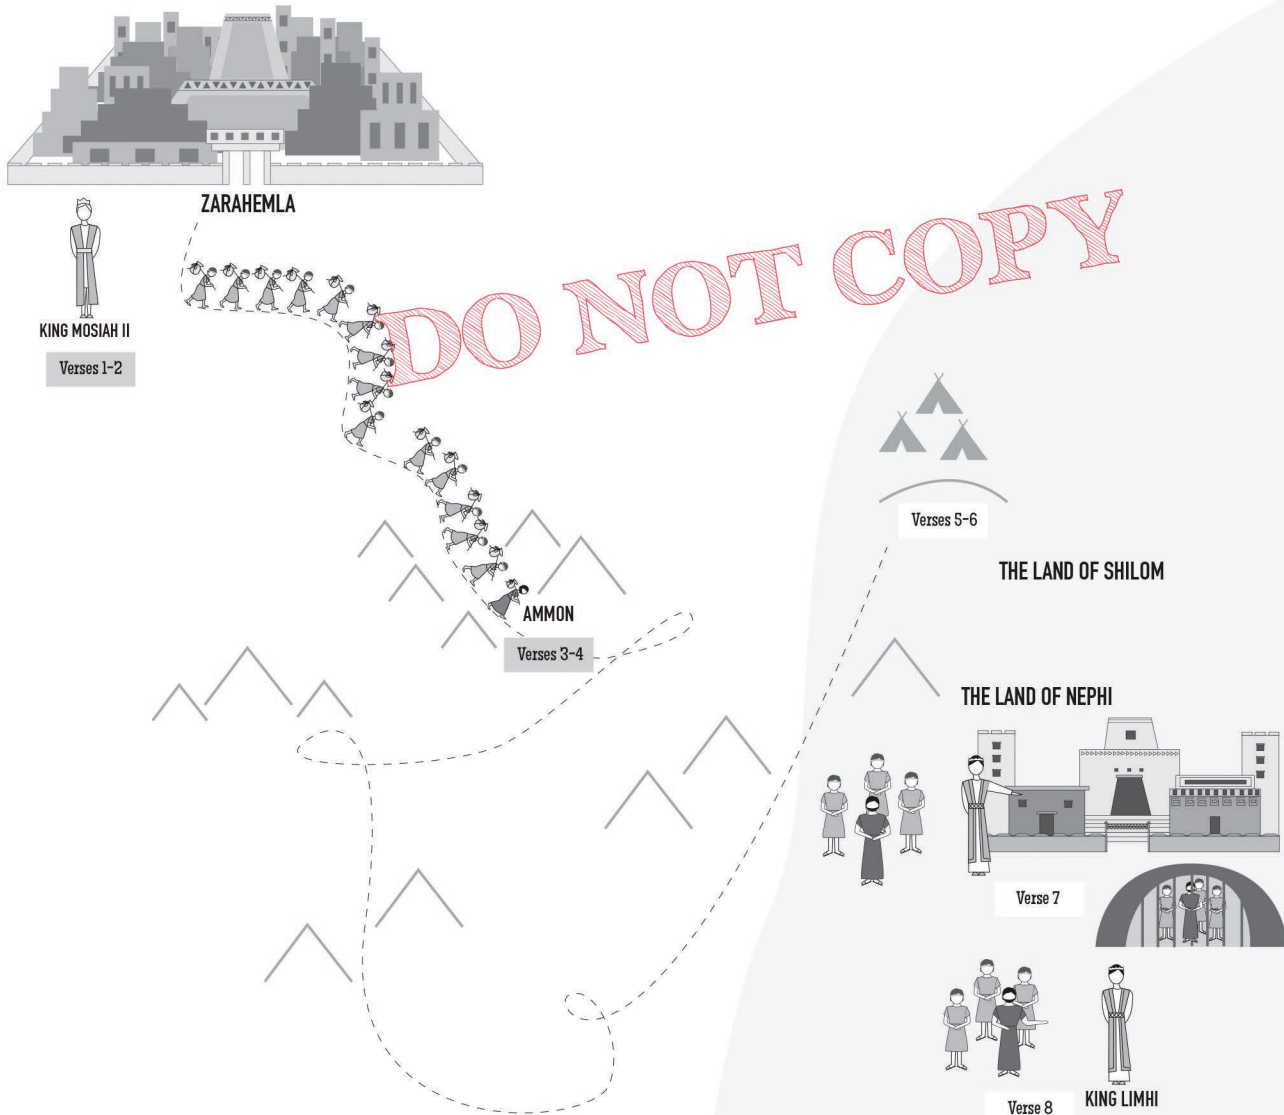 ZARAHEMLA
KING MOSIAH II
Verses 1-2
DO NOT COPY
AMMON
Verses 3-4
Verses 5-6
THE LAND OF SHILOM
THE LAND OF NEPHI
Verse 7
Verse 8
KING LIMHI